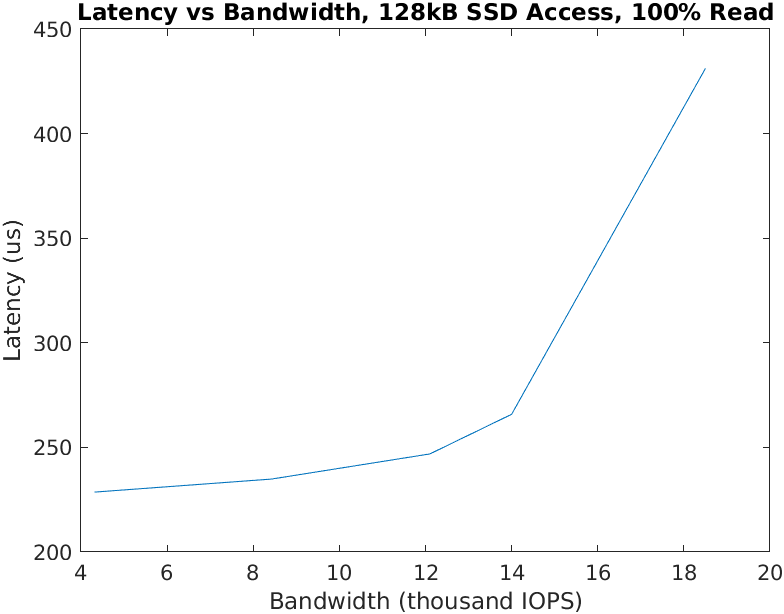 Latency vs Bandwidth, 128kB SSD Access, 100% Read
450
400
350
300
250
200
Latency (us)
4 6 8 10 12 14 16 18 20
Bandwidth (thousand IOPS)